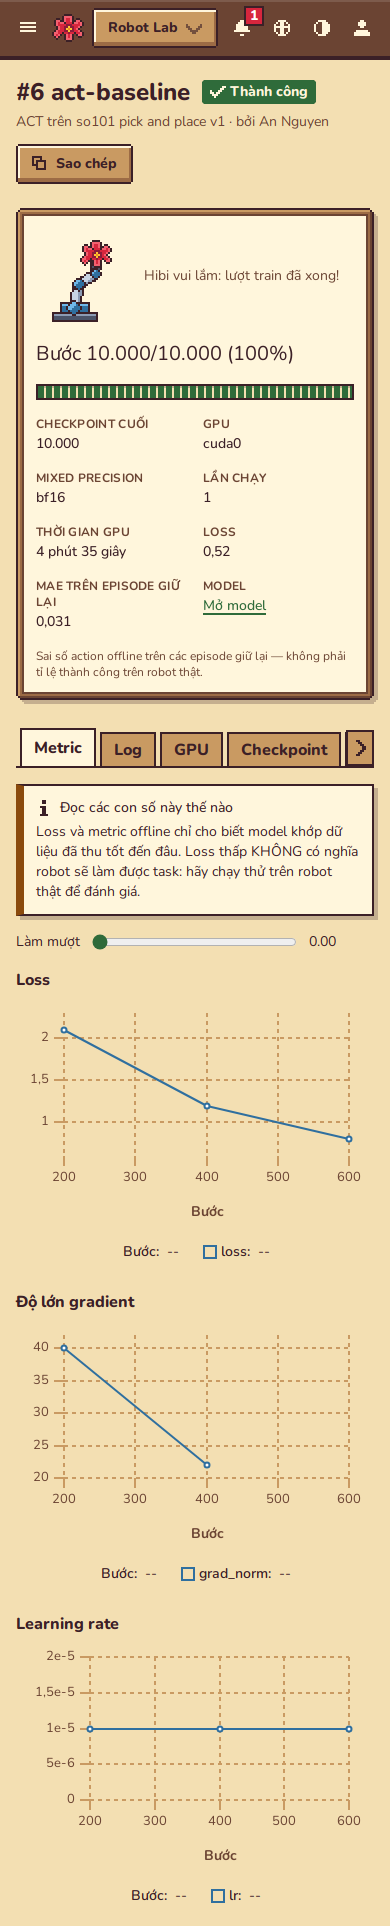 Robot Lab
1
#6 act-baseline
Thành công
ACT trên so101 pick and place v1 · bởi An Nguyen
Sao chép
Hibi vui lắm: lượt train đã xong!
Bước 10.000/10.000 (100%)
CHECKPOINT CUỐI
10.000
GPU
cuda0
MIXED PRECISION
bf16
LẦN CHẠY
1
THỜI GIAN GPU
4 phút 35 giây
LOSS
0,52
MAE TRÊN EPISODE GIỮ
LẠI
0,031
MODEL
Mở model
Sai số action offline trên các episode giữ lại — không phải
tỉ lệ thành công trên robot thật.
Metric
Log
GPU
Checkpoint
Đọc các con số này thế nào
Loss và metric offline chỉ cho biết model khớp dữ
liệu đã thu tốt đến đâu. Loss thấp KHÔNG có nghĩa
robot sẽ làm được task: hãy chạy thử trên robot
thật để đánh giá.
Làm mượt 0.00
Loss
2
1,5
1
200 300 400 500 600
Bước
Bước: -- loss: --
Độ lớn gradient
40
35
30
25
20
200 300 400 500 600
Bước
Bước: -- grad_norm: --
Learning rate
2e-5
1,5e-5
1e-5
5e-6
0
200 300 400 500 600
Bước
Bước: -- lr: --